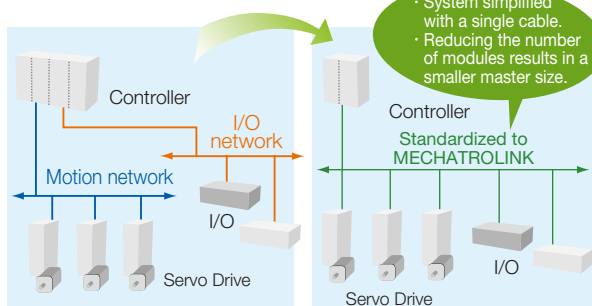 Controller
I/O
network
Motion network
I/O
Servo Drive
・System simplified
with a single cable.
・Reducing the number
of modules results in a
smaller master size.
Controller
Standardized to
MECHATROLINK
I/O
Servo Drive